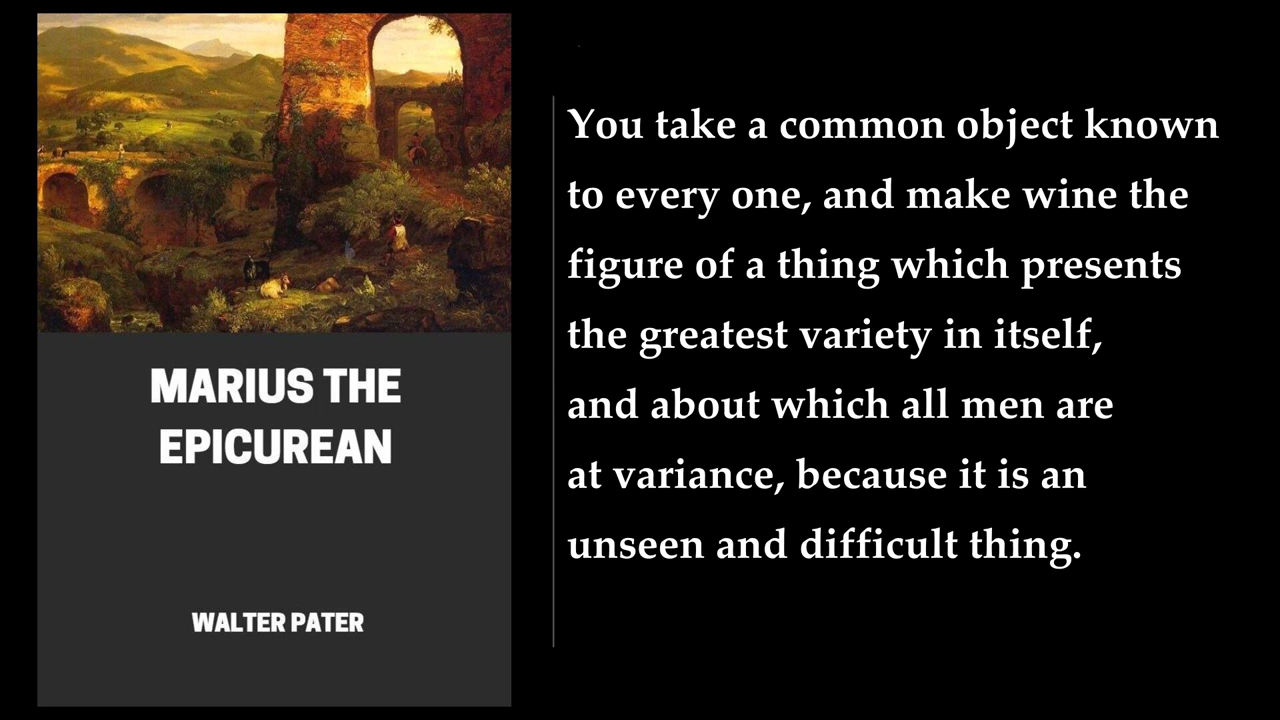 MARIUS THE
EPICUREAN
WALTER PATER
You take a common object known
to every one, and make wine the
figure of a thing which presents
the greatest variety in itself,
and about which all men are
at variance, because it is an
unseen and difficult thing.